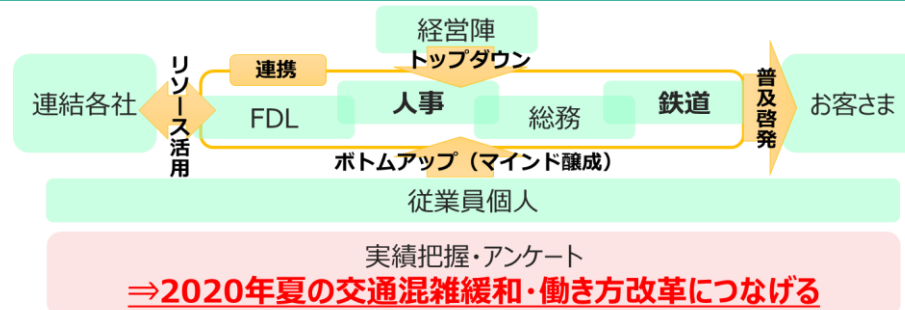 経営陣
トップダウン
連携
リソース活用
連結各社
FDL
人事
総務
鉄道
普及啓発
お客さま
ボトムアップ（マインド醸成）
従業員個人
実績把握・アンケート
⇒2020年夏の交通混雑緩和・働き方改革につなげる